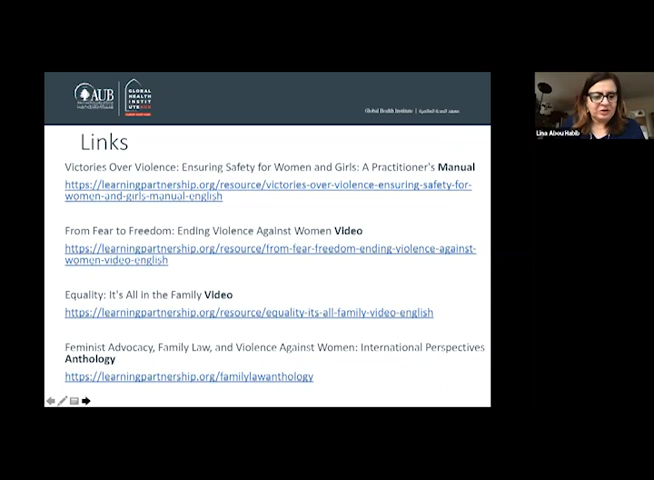 AUB
GLOBAL
HEALTH
INSTIT
UTE
Global Health Institute
Links
Victories Over Violence: Ensuring Safety for Women and Girls: A Practitioner's Manual
https://learningpartnership.org/resource/victories-over-violence-ensuring-safety-for-
women-and-girls-manual-english
From Fear to Freedom: Ending Violence Against Women Video
https://learningpartnership.org/resource/from-fear-freedom-ending-violence-against-
women-video-english
Equality: It's All in the Family Video
https://learningpartnership.org/resource/equality-its-all-family-video-english
Feminist Advocacy, Family Law, and Violence Against Women: International Perspectives
Anthology
https://learningpartnership.org/familylawanthology
Lina Abou Habib